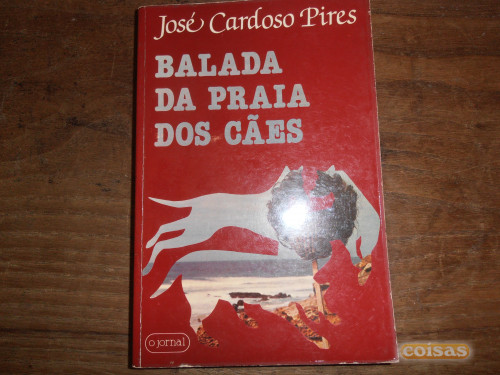 José Cardoso Pires
BALADA
DA PRAIA
DOS CÃES
o jornal
coisas